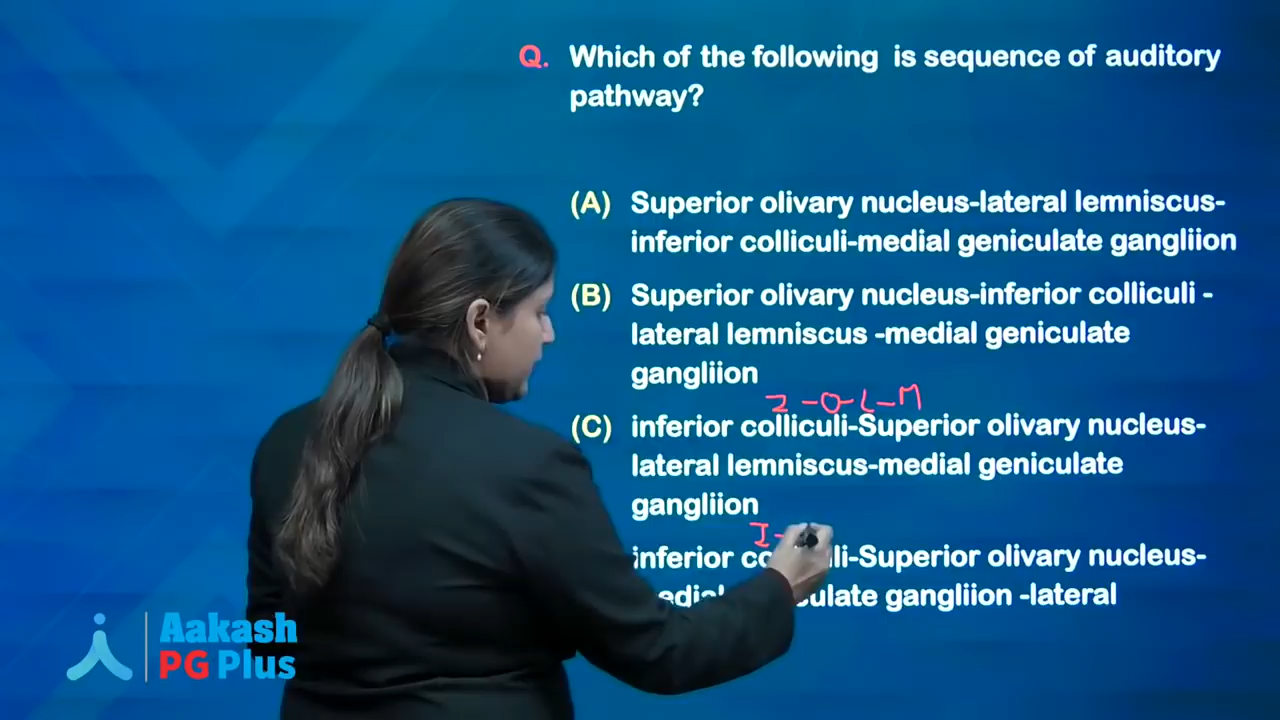 Q. Which of the following is sequence of auditory
pathway?
(A) Superior olivary nucleus-lateral lemniscus-
inferior colliculi-medial geniculate gangliion
(B) Superior olivary nucleus-inferior colliculi -
lateral lemniscus -medial geniculate
gangliion
I-O-L-M
(C) inferior colliculi-Superior olivary nucleus-
lateral lemniscus-medial geniculate
gangliion
I-
inferior -Superior olivary nucleus-
gangliion -lateral
Aakash
PG Plus